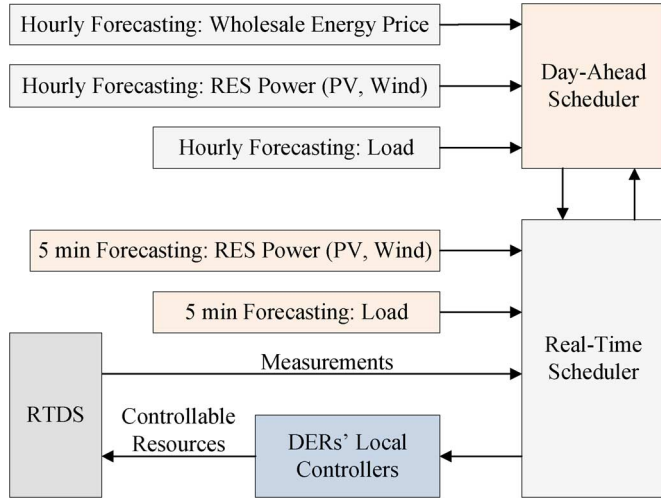 Hourly Forecasting: Wholesale Energy Price
Hourly Forecasting: RES Power (PV, Wind)
Hourly Forecasting: Load
Day-Ahead
Scheduler
5 min Forecasting: RES Power (PV, Wind)
5 min Forecasting: Load
Real-Time
Scheduler
RTDS
Measurements
Controllable
Resources
DERs' Local
Controllers